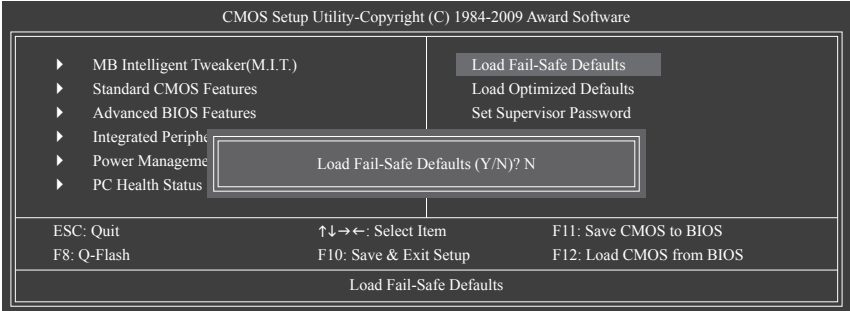 CMOS Setup Utility-Copyright (C) 1984-2009 Award Software
MB Intelligent Tweaker(M.I.T.)
Standard CMOS Features
Advanced BIOS Features
Integrated Periphe
Power Manageme
PC Health Status
Load Fail-Safe Defaults
Load Optimized Defaults
Set Supervisor Password
Load Fail-Safe Defaults (Y/N)? N
ESC: Quit ↑↓→←: Select Item F11: Save CMOS to BIOS
F8: Q-Flash F10: Save & Exit Setup F12: Load CMOS from BIOS
Load Fail-Safe Defaults